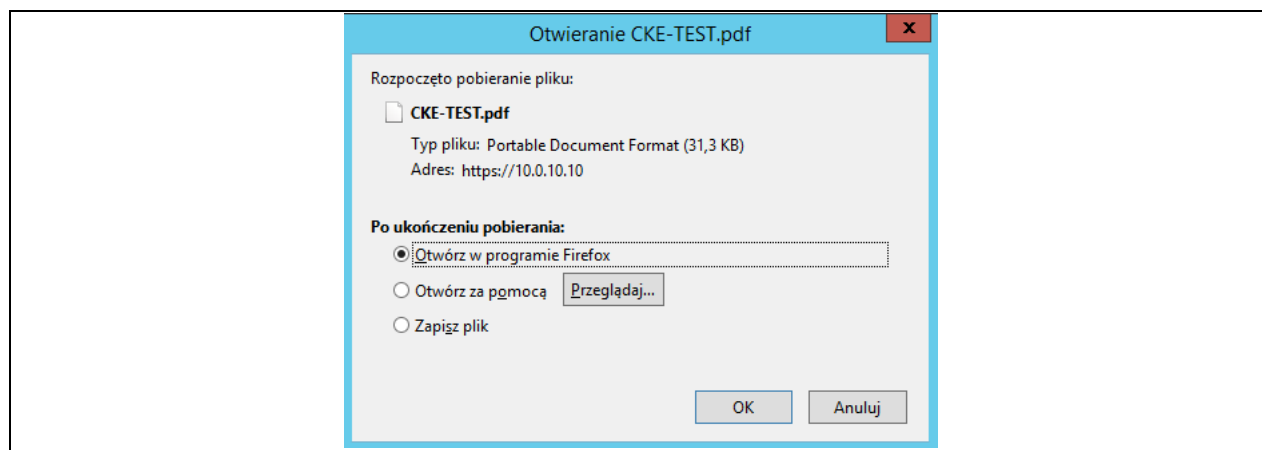 Otwieranie CKE-TEST.pdf
x
Rozpoczęto pobieranie pliku:
CKE-TEST.pdf
Typ pliku: Portable Document Format (31,3 KB)
Adres: https://10.0.10.10
Po ukończeniu pobierania:
Otwórz w programie Firefox
Otwórz za pomocą Przeglądaj...
Zapisz plik
OK Anuluj